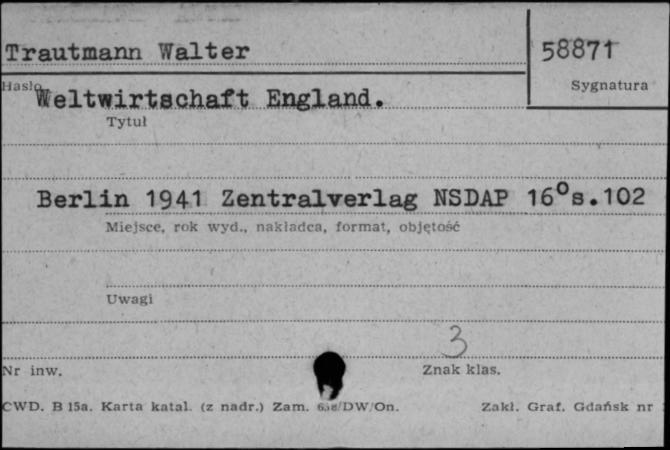 Trautmann Walter
58871
Hasło
Sygnatura
Weltwirtschaft England.
Tytuł
Berlin 1941 Zentralverlag NSDAP 16° s.102
Miejsce, rok wyd., nakładca, format, objętość
Uwagi
3
Nr inw.
Znak klas.
CWD. B 15a. Karta katal. (z nadr.) Zam. /DW/On.
Zakł. Graf. Gdańsk nr